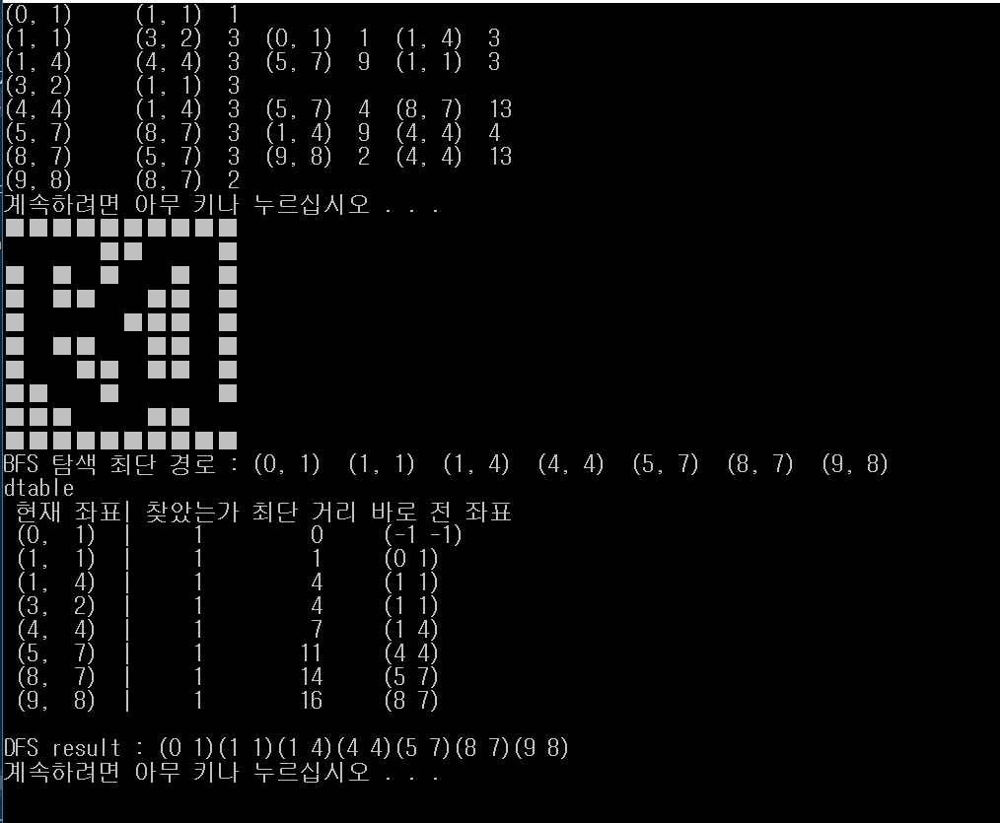 (0, 1) (1, 1) 1
(1, 1) (3, 2) 3 (0, 1) 1 (1, 4) 3
(1, 4) (4, 4) 3 (5, 7) 9 (1, 1) 3
(3, 2) (1, 1) 3
(4, 4) (1, 4) 3 (5, 7) 4 (8, 7) 13
(5, 7) (8, 7) 3 (1, 4) 9 (4, 4) 4
(8, 7) (5, 7) 3 (9, 8) 2 (4, 4) 13
(9, 8) (8, 7) 2
계속하려면 아무 키나 누르십시오 . . .
BFS 탐색 최단 경로 : (0, 1) (1, 1) (1, 4) (4, 4) (5, 7) (8, 7) (9, 8)
dtable
현재 좌표| 찾았는가 최단 거리 바로 전 좌표
(0, 1) | 1 0 (-1 -1)
(1, 1) | 1 1 (0 1)
(1, 4) | 1 4 (1 1)
(3, 2) | 1 4 (1 1)
(4, 4) | 1 7 (1 4)
(5, 7) | 1 11 (4 4)
(8, 7) | 1 14 (5 7)
(9, 8) | 1 16 (8 7)
DFS result : (0 1)(1 1)(1 4)(4 4)(5 7)(8 7)(9 8)
계속하려면 아무 키나 누르십시오 . . .